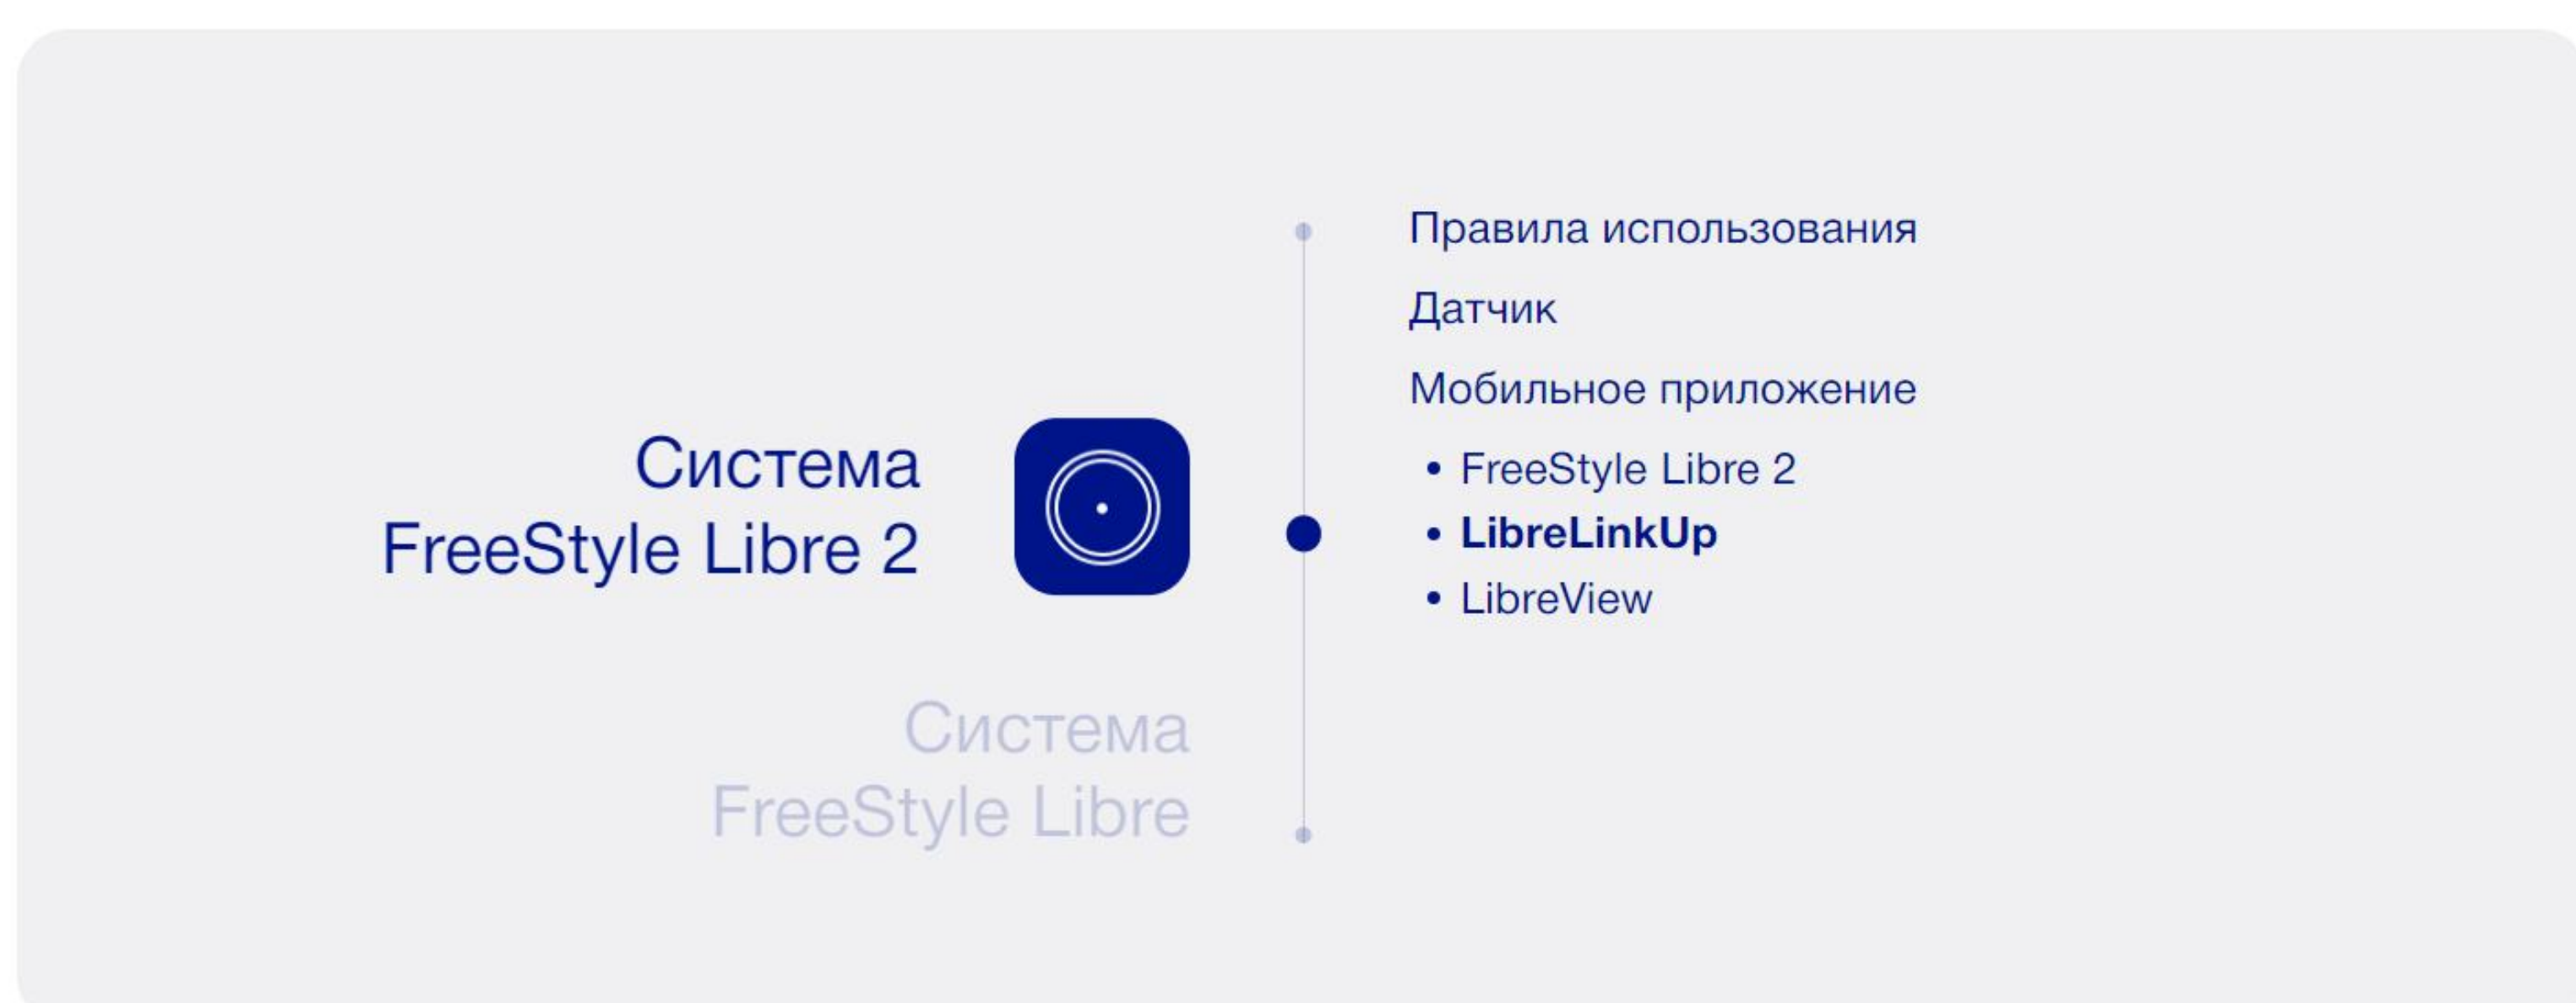 Система
FreeStyle Libre 2
Система
FreeStyle Libre
Правила использования
Датчик
Мобильное приложение
• FreeStyle Libre 2
• LibreLinkUp
• LibreView